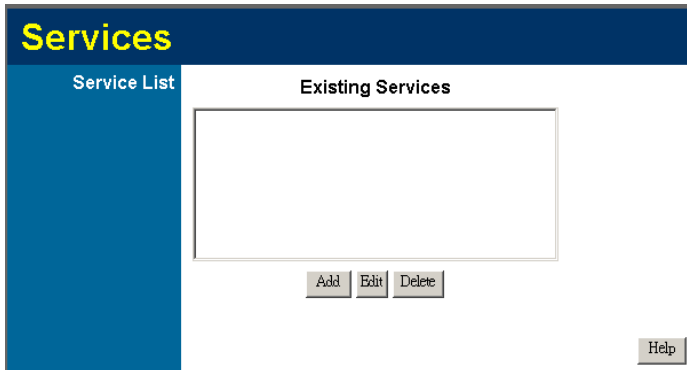 Services
Service List
Existing Services
Add Edit Delete
Help